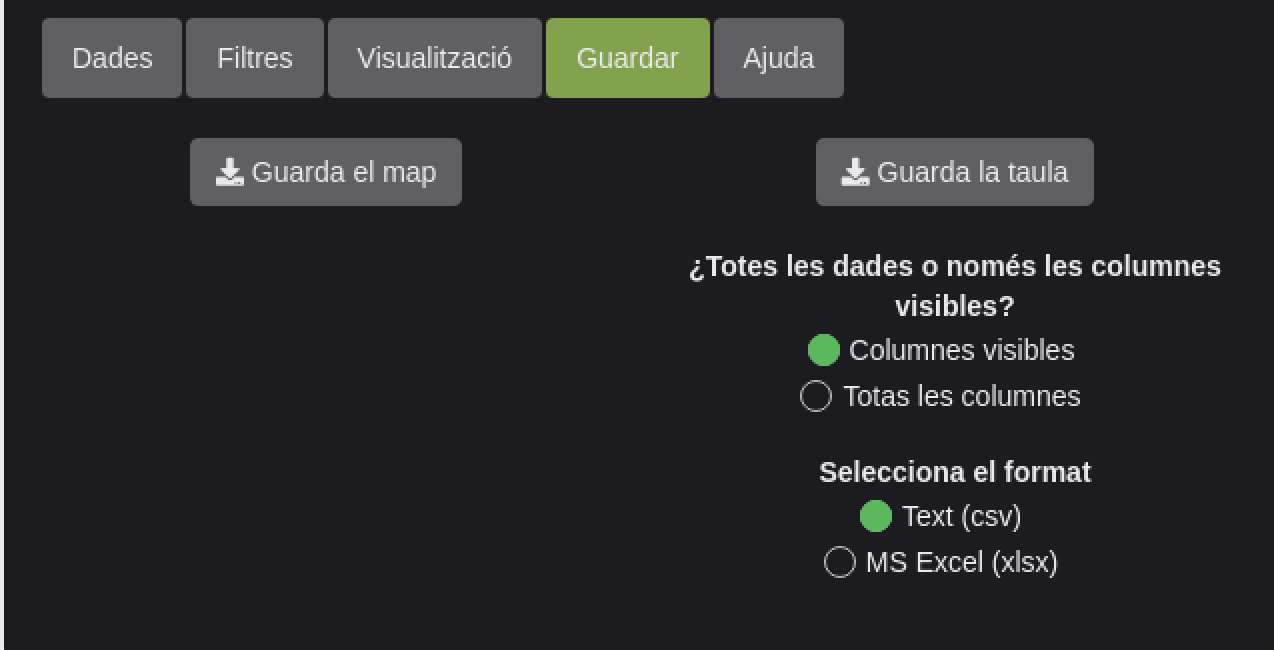 Dades Filtres Visualització Guardar Ajuda
Guarda el map Guarda la taula
¿Totes les dades o només les columnes
visibles?
Columnes visibles
Totas les columnes
Selecciona el format
Text (csv)
MS Excel (xlsx)